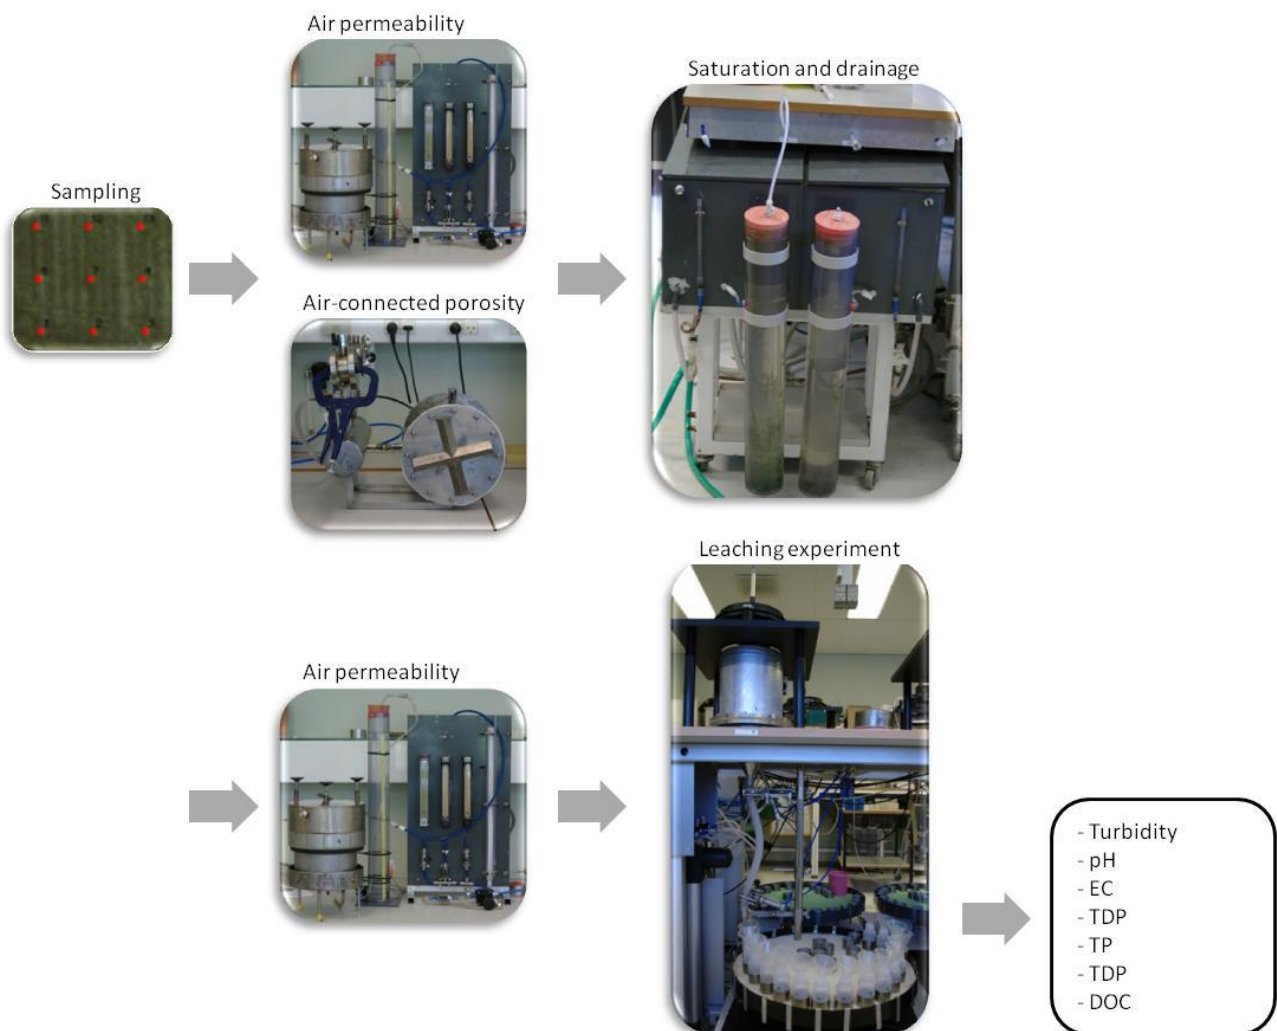 Air permeability
Saturation and drainage
Sampling
Air-connected porosity
Leaching experiment
Air permeability
- Turbidity
- pH
- EC
- TDP
- TP
- TDP
- DOC